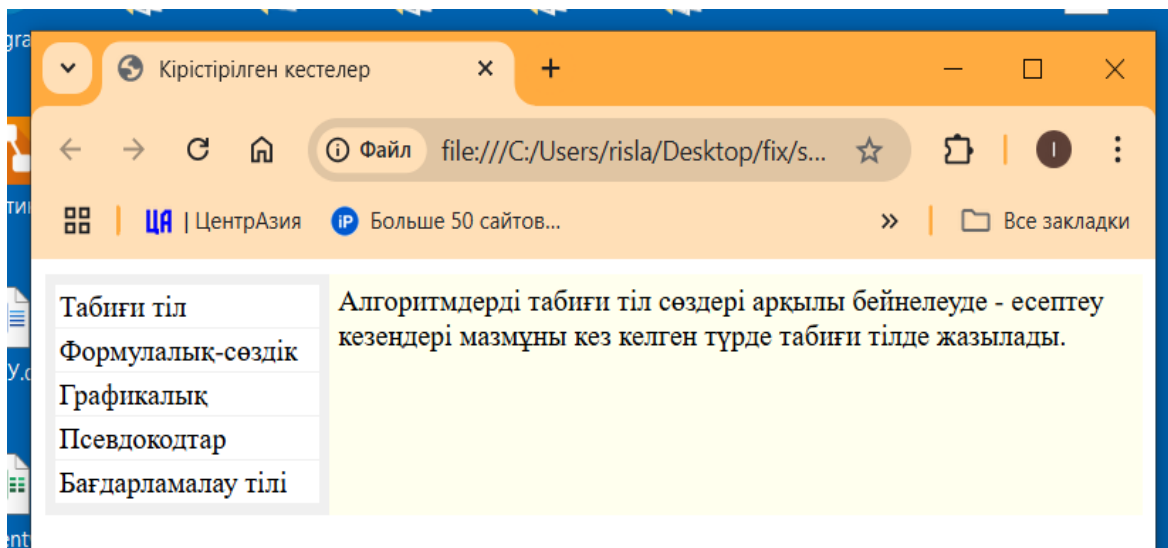 Кірістірілген кестелер
Файл file:///C:/Users/risla/Desktop/fix/s...
I
ЦА | ЦентрАзия iP Больше 50 сайтов... Все закладки
Табиғи тіл
Формулалық-сөздік
Графикалық
Псевдокодтар
Бағдарламалау тілі
Алгоритмдерді табиғи тіл сөздері арқылы бейнелеуде - есептеу
кезеңдері мазмұны кез келген түрде табиғи тілде жазылады.